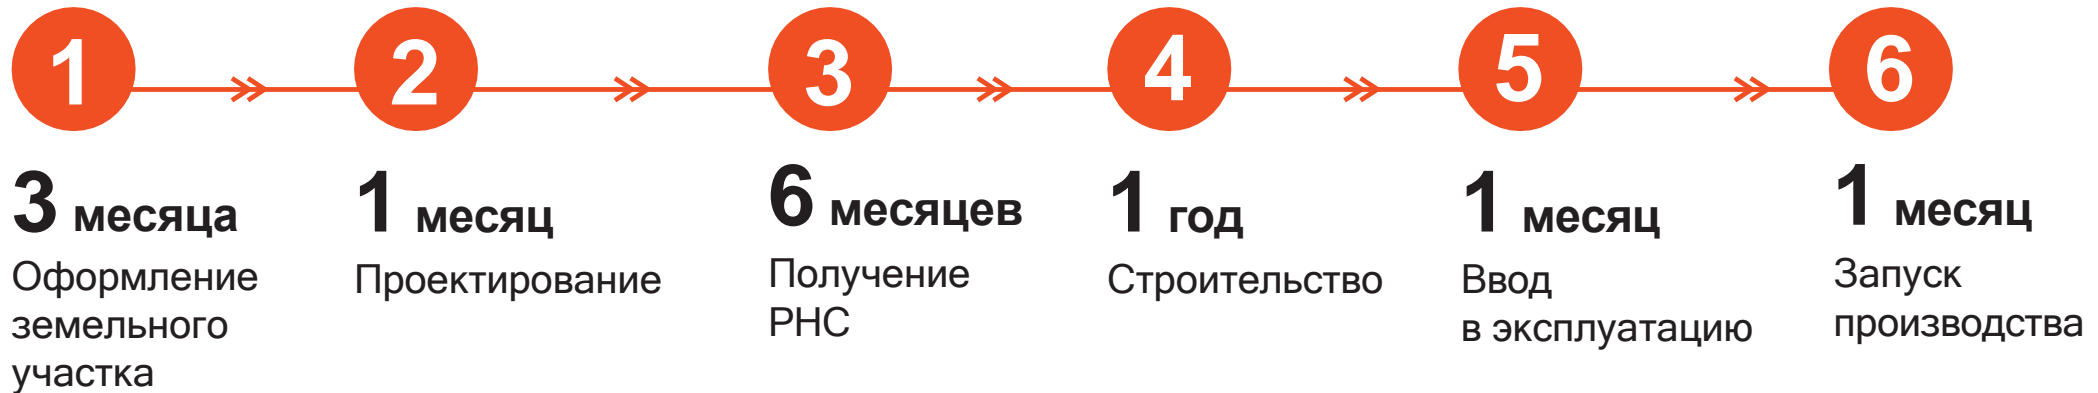 1
2
3
4
5
6
3 месяца
Оформление
земельного
участка
1 месяц
Проектирование
6 месяцев
Получение
РНС
1 год
Строительство
1 месяц
Ввод
в эксплуатацию
1 месяц
Запуск
производства